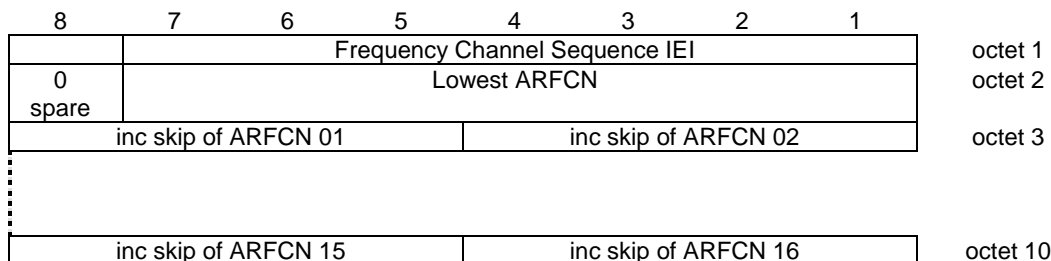 8 7 6 5 4 3 2 1
Frequency Channel Sequence IEI octet 1
0 Lowest ARFCN octet 2
spare
inc skip of ARFCN 01 inc skip of ARFCN 02 octet 3
inc skip of ARFCN 15 inc skip of ARFCN 16 octet 10